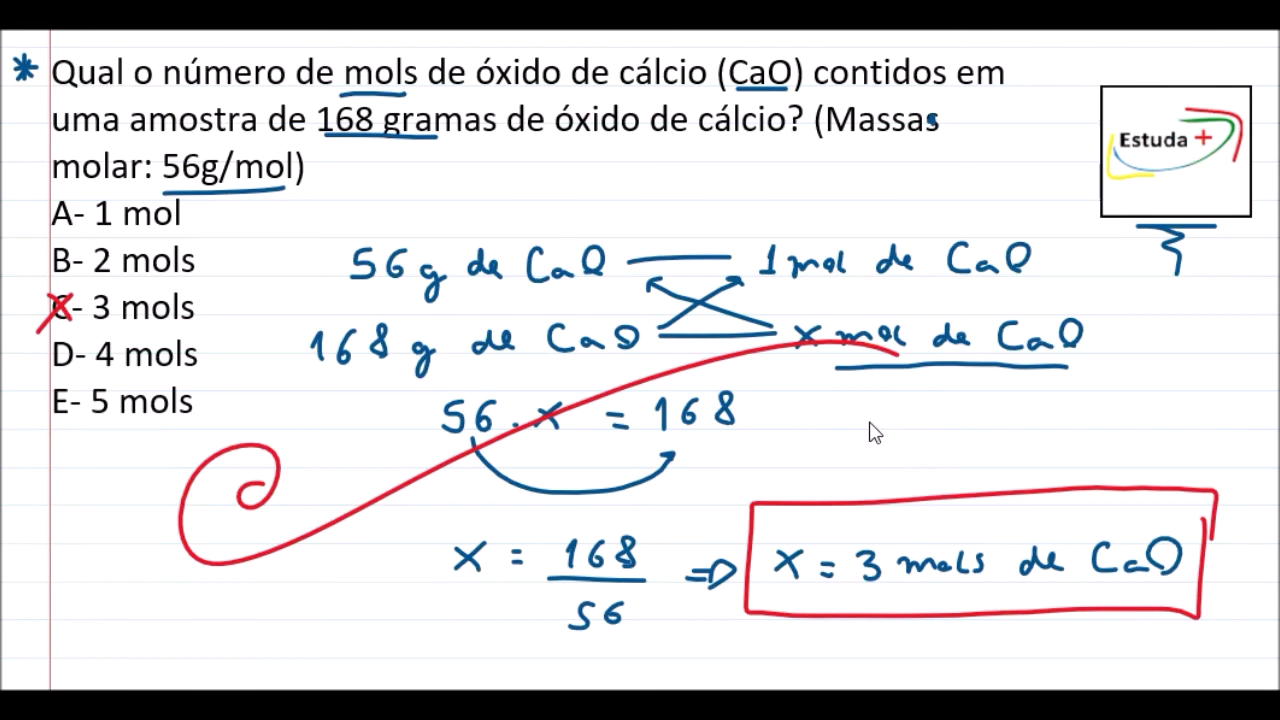 * Qual o número de mols de óxido de cálcio (CaO) contidos em
uma amostra de 168 gramas de óxido de cálcio? (Massas
molar: 56g/mol)
Estuda +
A- 1 mol
B- 2 mols
C- 3 mols
D- 4 mols
E- 5 mols
56 g de CaO 1 mol de CaO
168 g de CaO x mol de CaO
56 . x = 168
x = 168
56
⇒ x = 3 mols de CaO